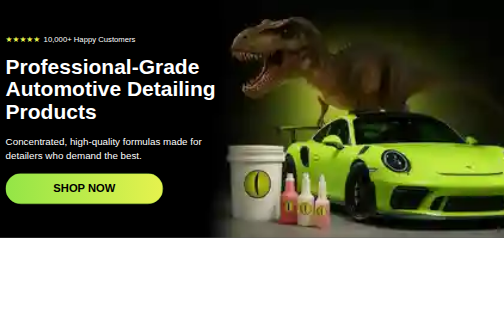 ★★★★★ 10,000+ Happy Customers
Professional-Grade
Automotive Detailing
Products
Concentrated, high-quality formulas made for
detailers who demand the best.
SHOP NOW